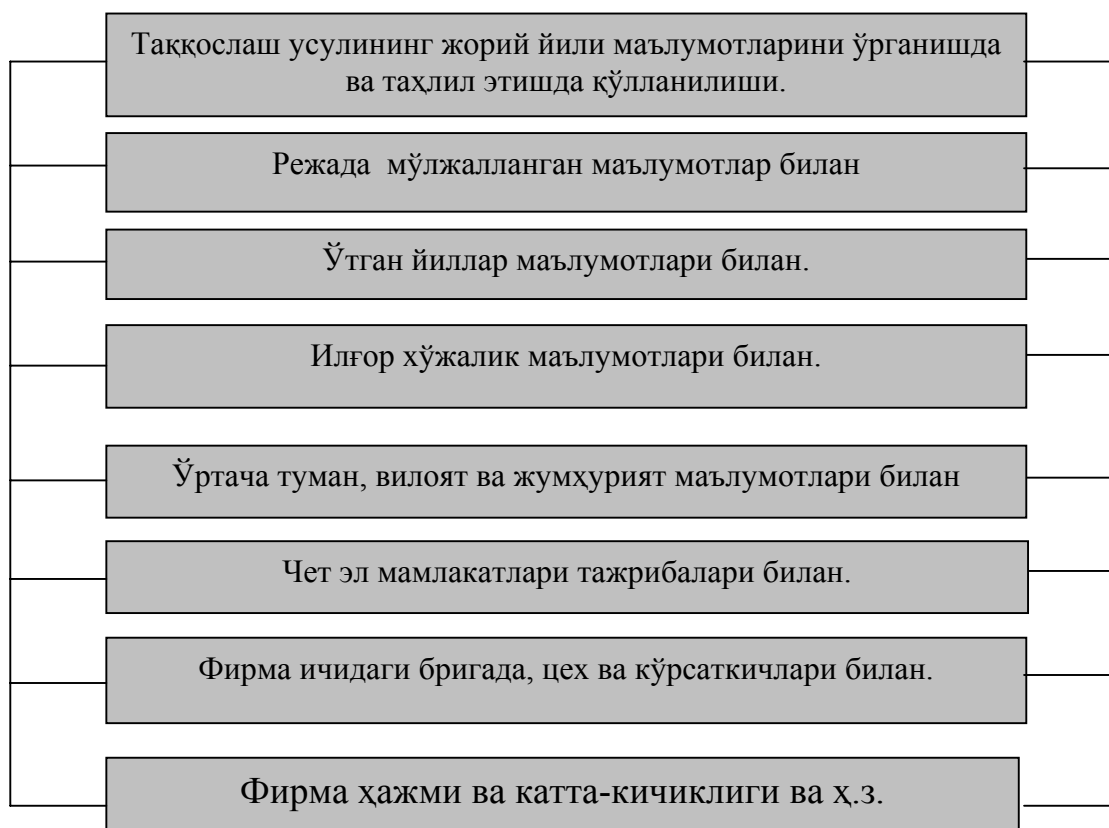 Таққослаш усулининг жорий йили маълумотларини ўрганишда
ва таҳлил этишда қўлланилиши.
Режада мўлжалланган маълумотлар билан
Ўтган йиллар маълумотлари билан.
Илғор хўжалик маълумотлари билан.
Ўртача туман, вилоят ва жумҳурият маълумотлари билан
Чет эл мамлакатлари тажрибалари билан.
Фирма ичидаги бригада, цех ва кўрсаткичлари билан.
Фирма ҳажми ва катта-кичиклиги ва ҳ.з.